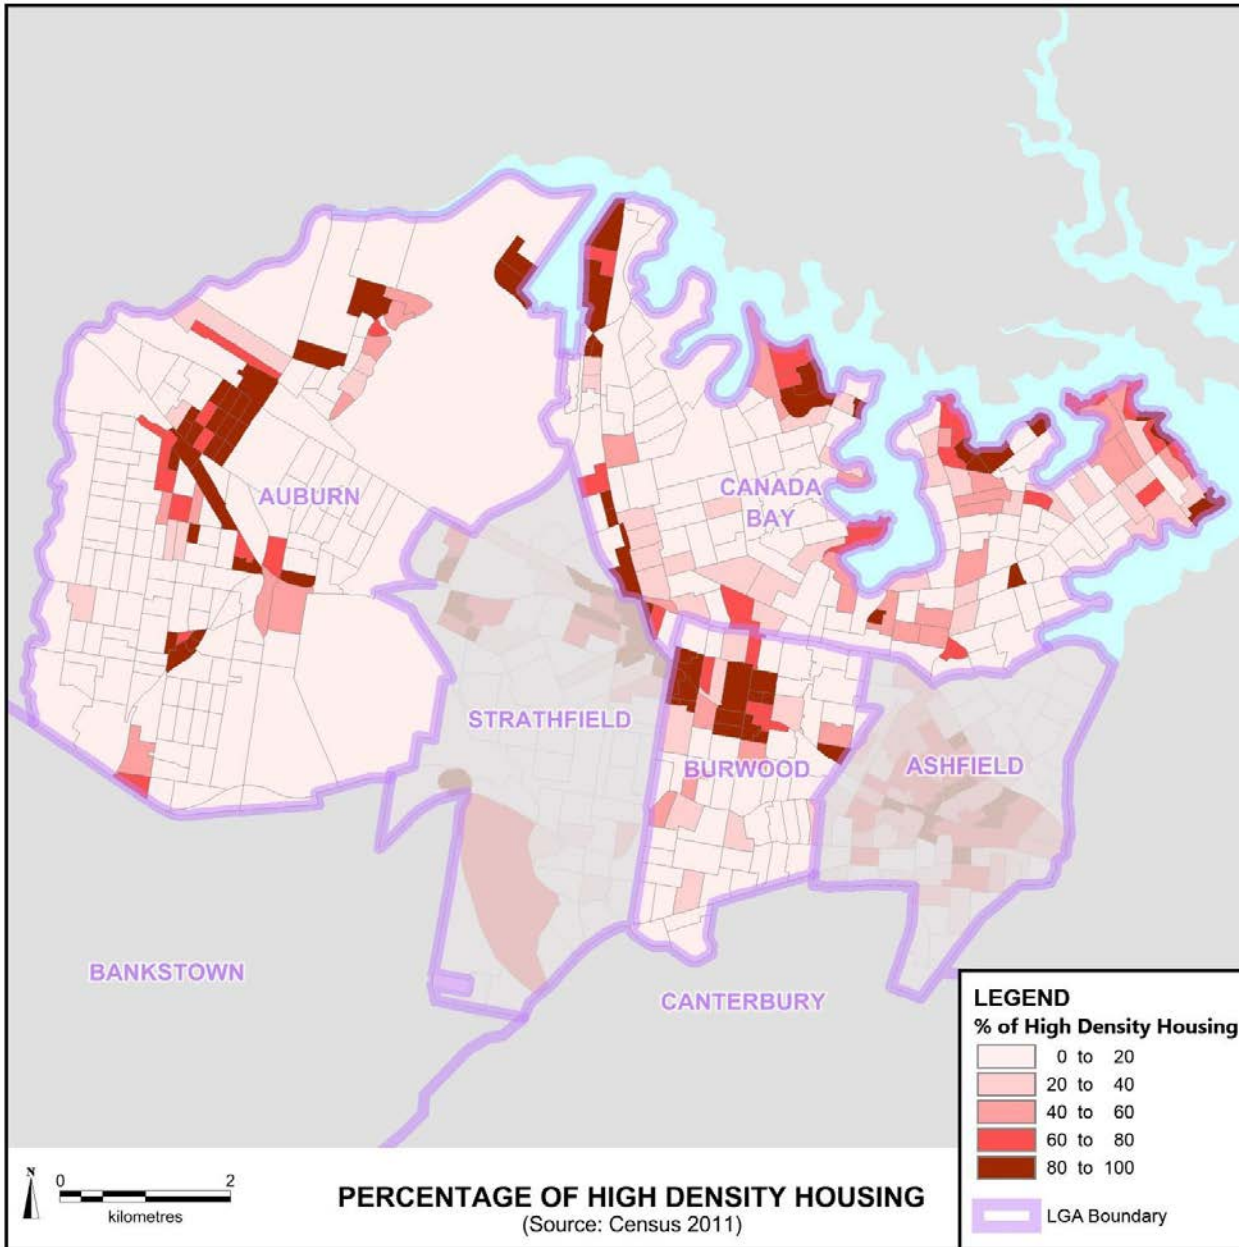 AUBURN
CANADA
BAY
STRATHFIELD
BURWOOD
ASHFIELD
BANKSTOWN
CANTERBURY
LEGEND
% of High Density Housing
0 to 20
20 to 40
40 to 60
60 to 80
80 to 100
LGA Boundary
N
0 2
kilometres
PERCENTAGE OF HIGH DENSITY HOUSING
(Source: Census 2011)